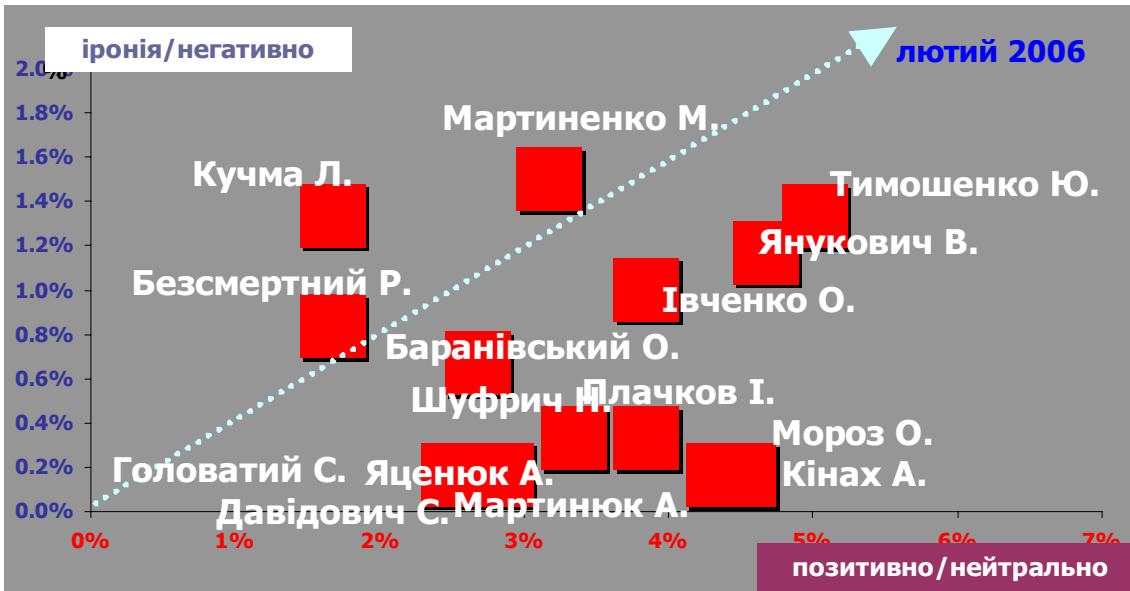 іронія/негативно
лютий 2006
2.0%
%
1.8%
Мартиненко М.
1.6%
Кучма Л.
Тимошенко Ю.
1.4%
Янукович В.
1.2%
Безсмертний Р.
1.0%
Івченко О.
0.8%
Баранівський О.
0.6%
Шуфрич Н.
Плачков І.
0.4%
Мороз О.
Головатий С.
Яценюк А.
Кінах А.
0.2%
Давідович С.
Мартинюк А.
0.0%
0%
1%
2%
3%
4%
5%
6%
7%
позитивно/нейтрально